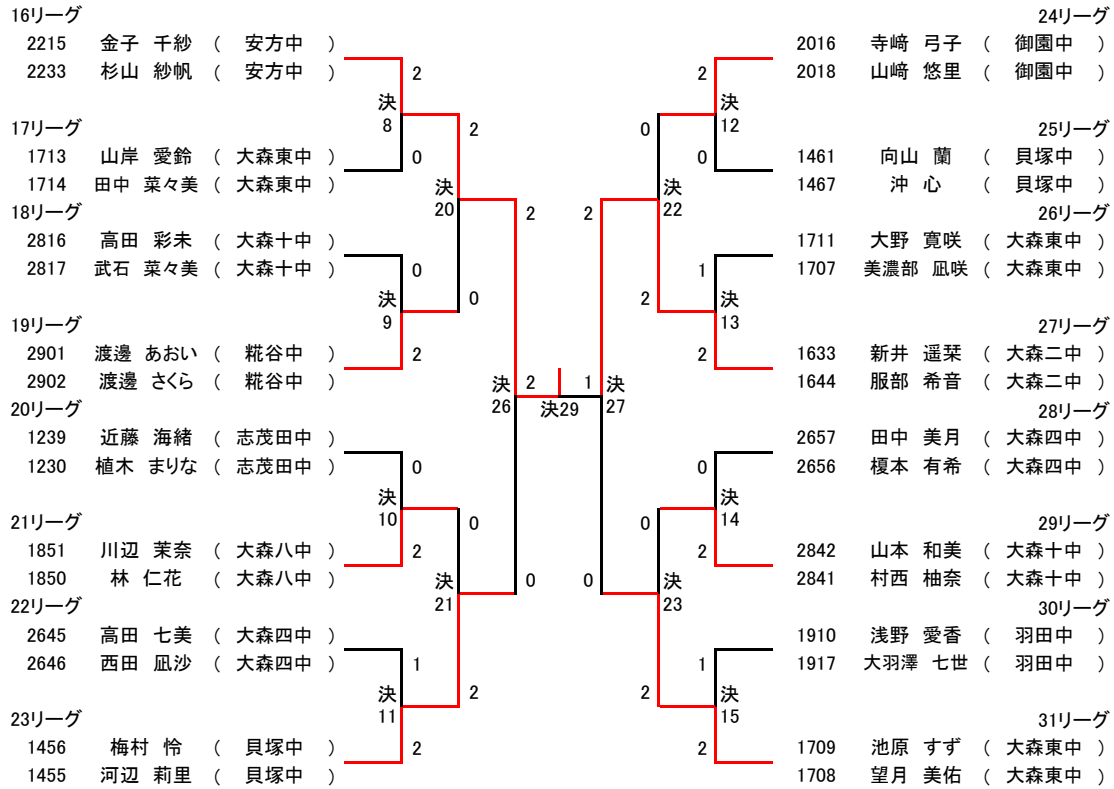 16リーグ
2215 金子 千紗 ( 安方中 )
2233 杉山 紗帆 ( 安方中 )
2
決
8
17リーグ
0
1713 山岸 愛鈴 ( 大森東中 )
1714 田中 菜々美 ( 大森東中 )
2
決
20
18リーグ
2816 高田 彩未 ( 大森十中 )
2817 武石 菜々美 ( 大森十中 )
0
決
9
0
19リーグ
2901 渡邊 あおい ( 糀谷中 )
2902 渡邊 さくら ( 糀谷中 )
2
2
決
26
20リーグ
1239 近藤 海緒 ( 志茂田中 )
1230 植木 まりな ( 志茂田中 )
0
決
10
21リーグ
1851 川辺 茉奈 ( 大森八中 )
1850 林 仁花 ( 大森八中 )
2
0
決
21
0
22リーグ
2645 高田 七美 ( 大森四中 )
2646 西田 凪沙 ( 大森四中 )
1
決
11
2
23リーグ
1456 梅村 怜 ( 貝塚中 )
1455 河辺 莉里 ( 貝塚中 )
2
2
決29
1
24リーグ
2016 寺﨑 弓子 ( 御園中 )
2018 山﨑 悠里 ( 御園中 )
2
決
12
25リーグ
0
1461 向山 蘭 ( 貝塚中 )
1467 沖 心 ( 貝塚中 )
0
決
22
26リーグ
1711 大野 寛咲 ( 大森東中 )
1707 美濃部 凪咲 ( 大森東中 )
1
決
13
2
27リーグ
1633 新井 遥栞 ( 大森二中 )
1644 服部 希音 ( 大森二中 )
2
2
決
27
28リーグ
2657 田中 美月 ( 大森四中 )
2656 榎本 有希 ( 大森四中 )
0
決
14
29リーグ
2842 山本 和美 ( 大森十中 )
2841 村西 柚奈 ( 大森十中 )
2
0
決
23
0
30リーグ
1910 浅野 愛香 ( 羽田中 )
1917 大羽澤 七世 ( 羽田中 )
1
決
15
2
31リーグ
1709 池原 すず ( 大森東中 )
1708 望月 美佑 ( 大森東中 )
2